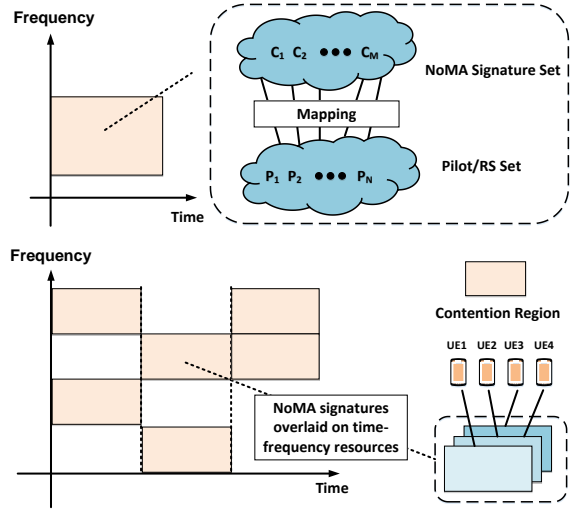 Frequency
C1 C2 ●●● CM
NoMA Signature Set
Mapping
Pilot/RS Set
P1 P2 ●●● PN
Time
Frequency
Contention Region
UE1 UE2 UE3 UE4
NoMA signatures
overlaid on time-
frequency resources
Time